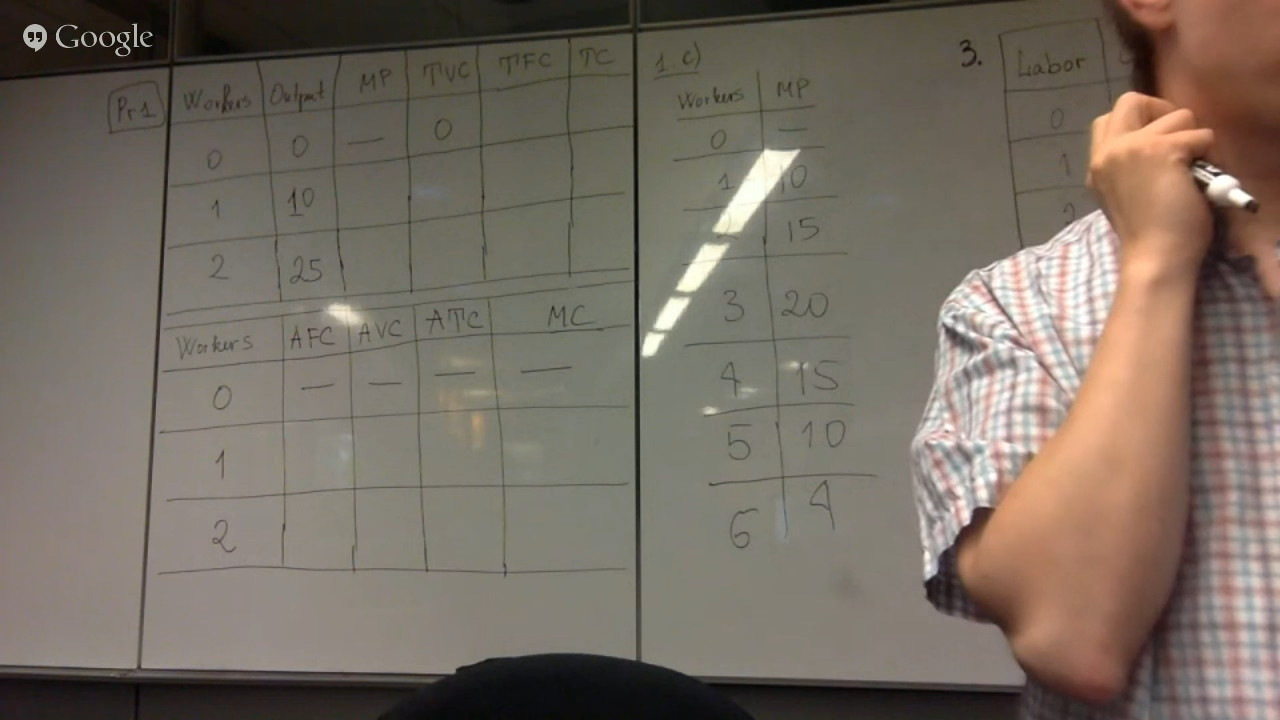 Google
Pr 1
Workers Output MP TVC TFC TC
0 0 — 0
1 10
2 25
Workers AFC AVC ATC MC
0 — — — —
1
2
1. c)
Workers MP
0 —
1 10
2 15
3 20
4 15
5 10
6 4
3.
Labor
0
1
2